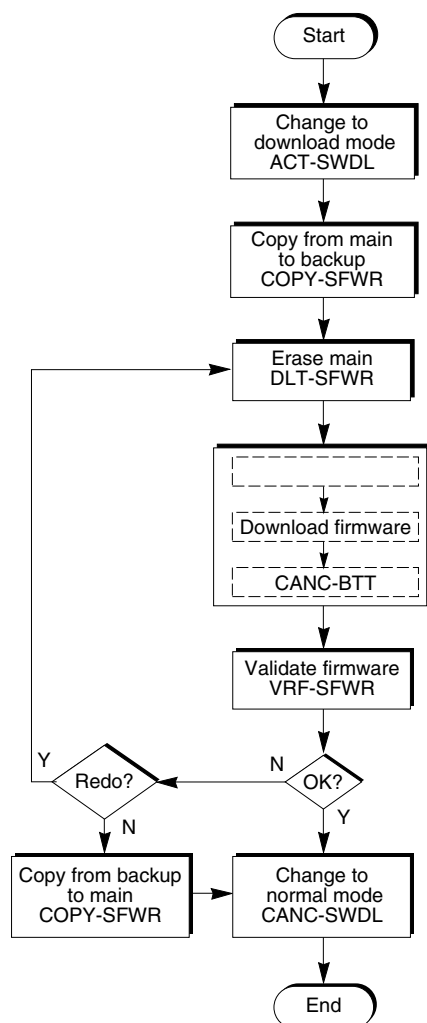 Start
Change to
download mode
ACT-SWDL
Copy from main
to backup
COPY-SFWR
Erase main
DLT-SFWR
Download firmware
CANC-BTT
Validate firmware
VRF-SFWR
OK?
N
Y
Redo?
Y
N
Copy from backup
to main
COPY-SFWR
Change to
normal mode
CANC-SWDL
End